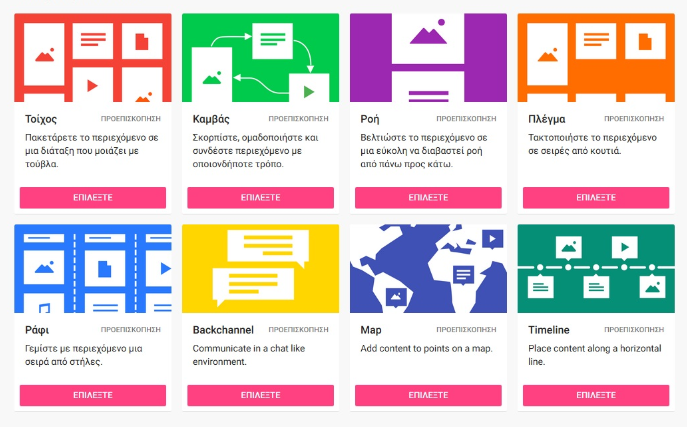 Τοίχος ΠΡΟΕΠΙΣΚΟΠΗΣΗ
Πακετάρετε το περιεχόμενο σε
μια διάταξη που μοιάζει με
τούβλα.
ΕΠΙΛΕΞΤΕ
Καμβάς ΠΡΟΕΠΙΣΚΟΠΗΣΗ
Σκορπίστε, ομαδοποιήστε και
συνδέστε περιεχόμενο με
οποιονδήποτε τρόπο.
ΕΠΙΛΕΞΤΕ
Ροή ΠΡΟΕΠΙΣΚΟΠΗΣΗ
Βελτιώστε το περιεχόμενο σε
μια εύκολη να διαβαστεί ροή
από πάνω προς κάτω.
ΕΠΙΛΕΞΤΕ
Πλέγμα ΠΡΟΕΠΙΣΚΟΠΗΣΗ
Τακτοποιήστε το περιεχόμενο
σε σειρές από κουτιά.
ΕΠΙΛΕΞΤΕ
Ράφι ΠΡΟΕΠΙΣΚΟΠΗΣΗ
Γεμίστε με περιεχόμενο μια
σειρά από στήλες.
ΕΠΙΛΕΞΤΕ
Backchannel ΠΡΟΕΠΙΣΚΟΠΗΣΗ
Communicate in a chat like
environment.
ΕΠΙΛΕΞΤΕ
Map ΠΡΟΕΠΙΣΚΟΠΗΣΗ
Add content to points on a map.
ΕΠΙΛΕΞΤΕ
Timeline ΠΡΟΕΠΙΣΚΟΠΗΣΗ
Place content along a horizontal
line.
ΕΠΙΛΕΞΤΕ